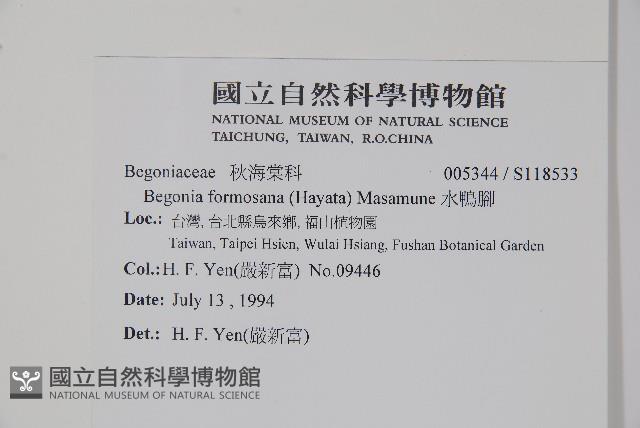 國立自然科學博物館
NATIONAL MUSEUM OF NATURAL SCIENCE
TAICHUNG, TAIWAN, R.O.CHINA
Begoniaceae 秋海棠科 005344 / S118533
Begonia formosana (Hayata) Masamune 水鴨腳
Loc.: 台灣, 台北縣烏來鄉, 福山植物園
Taiwan, Taipei Hsien, Wulai Hsiang, Fushan Botanical Garden
Col.: H. F. Yen(嚴新富) No.09446
Date: July 13 , 1994
Det.: H. F. Yen(嚴新富)
國立自然科學博物館
NATIONAL MUSEUM OF NATURAL SCIENCE